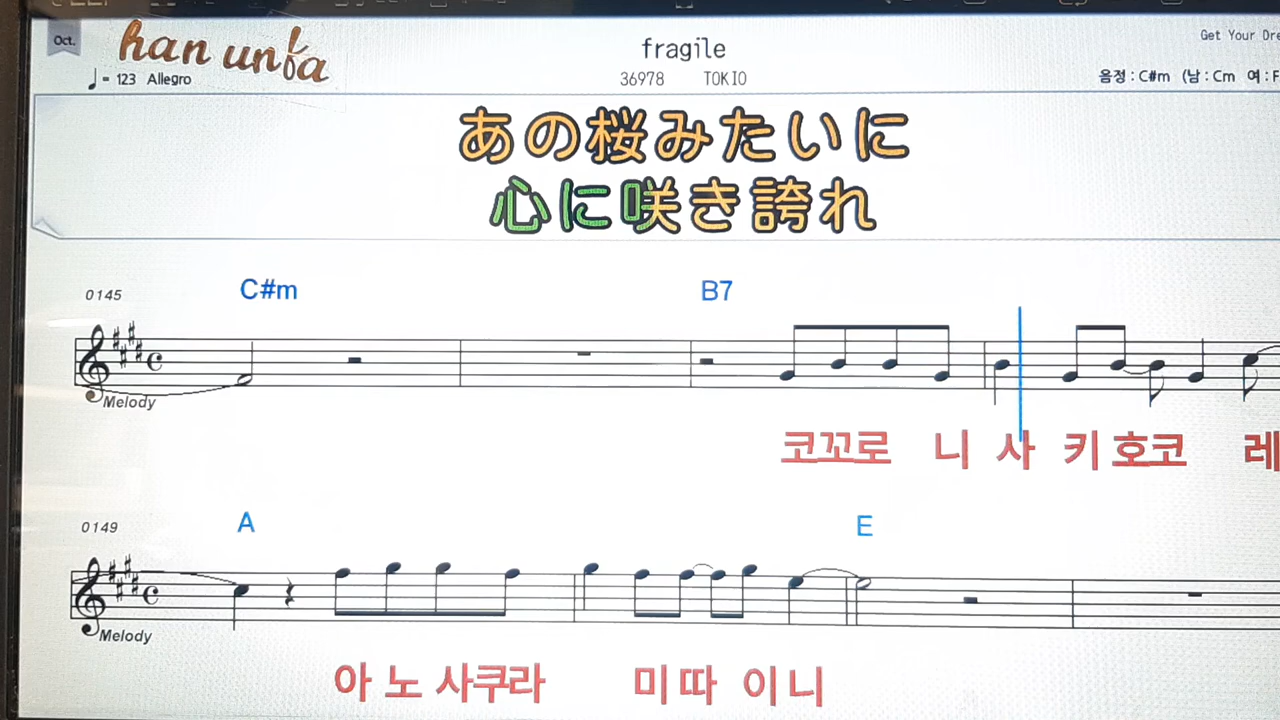 Oct.
han unfa
fragile
Get Your Dre
♩= 123 Allegro
36978 TOKIO
음정 : C#m (남 : Cm 여 : F
あの桜みたいに
心に咲き誇れ
0145
C#m B7
Melody
코꼬로 니 사 키 호코 레
0149
A E
Melody
아 노 사쿠라 미 따 이 니